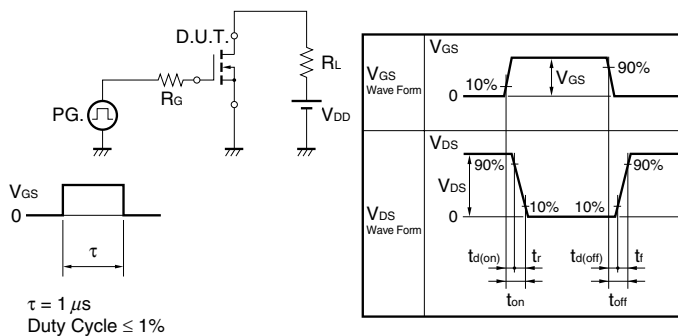 D.U.T.
RG
PG.
RL
VDD
VGS
0
τ
τ = 1 μs
Duty Cycle ≤ 1%
VGS
Wave Form
VGS
10%
0
VGS
90%
VDS
Wave Form
VDS
90%
VDS
0
10%
10%
90%
td(on)
tr
td(off)
tf
ton
toff